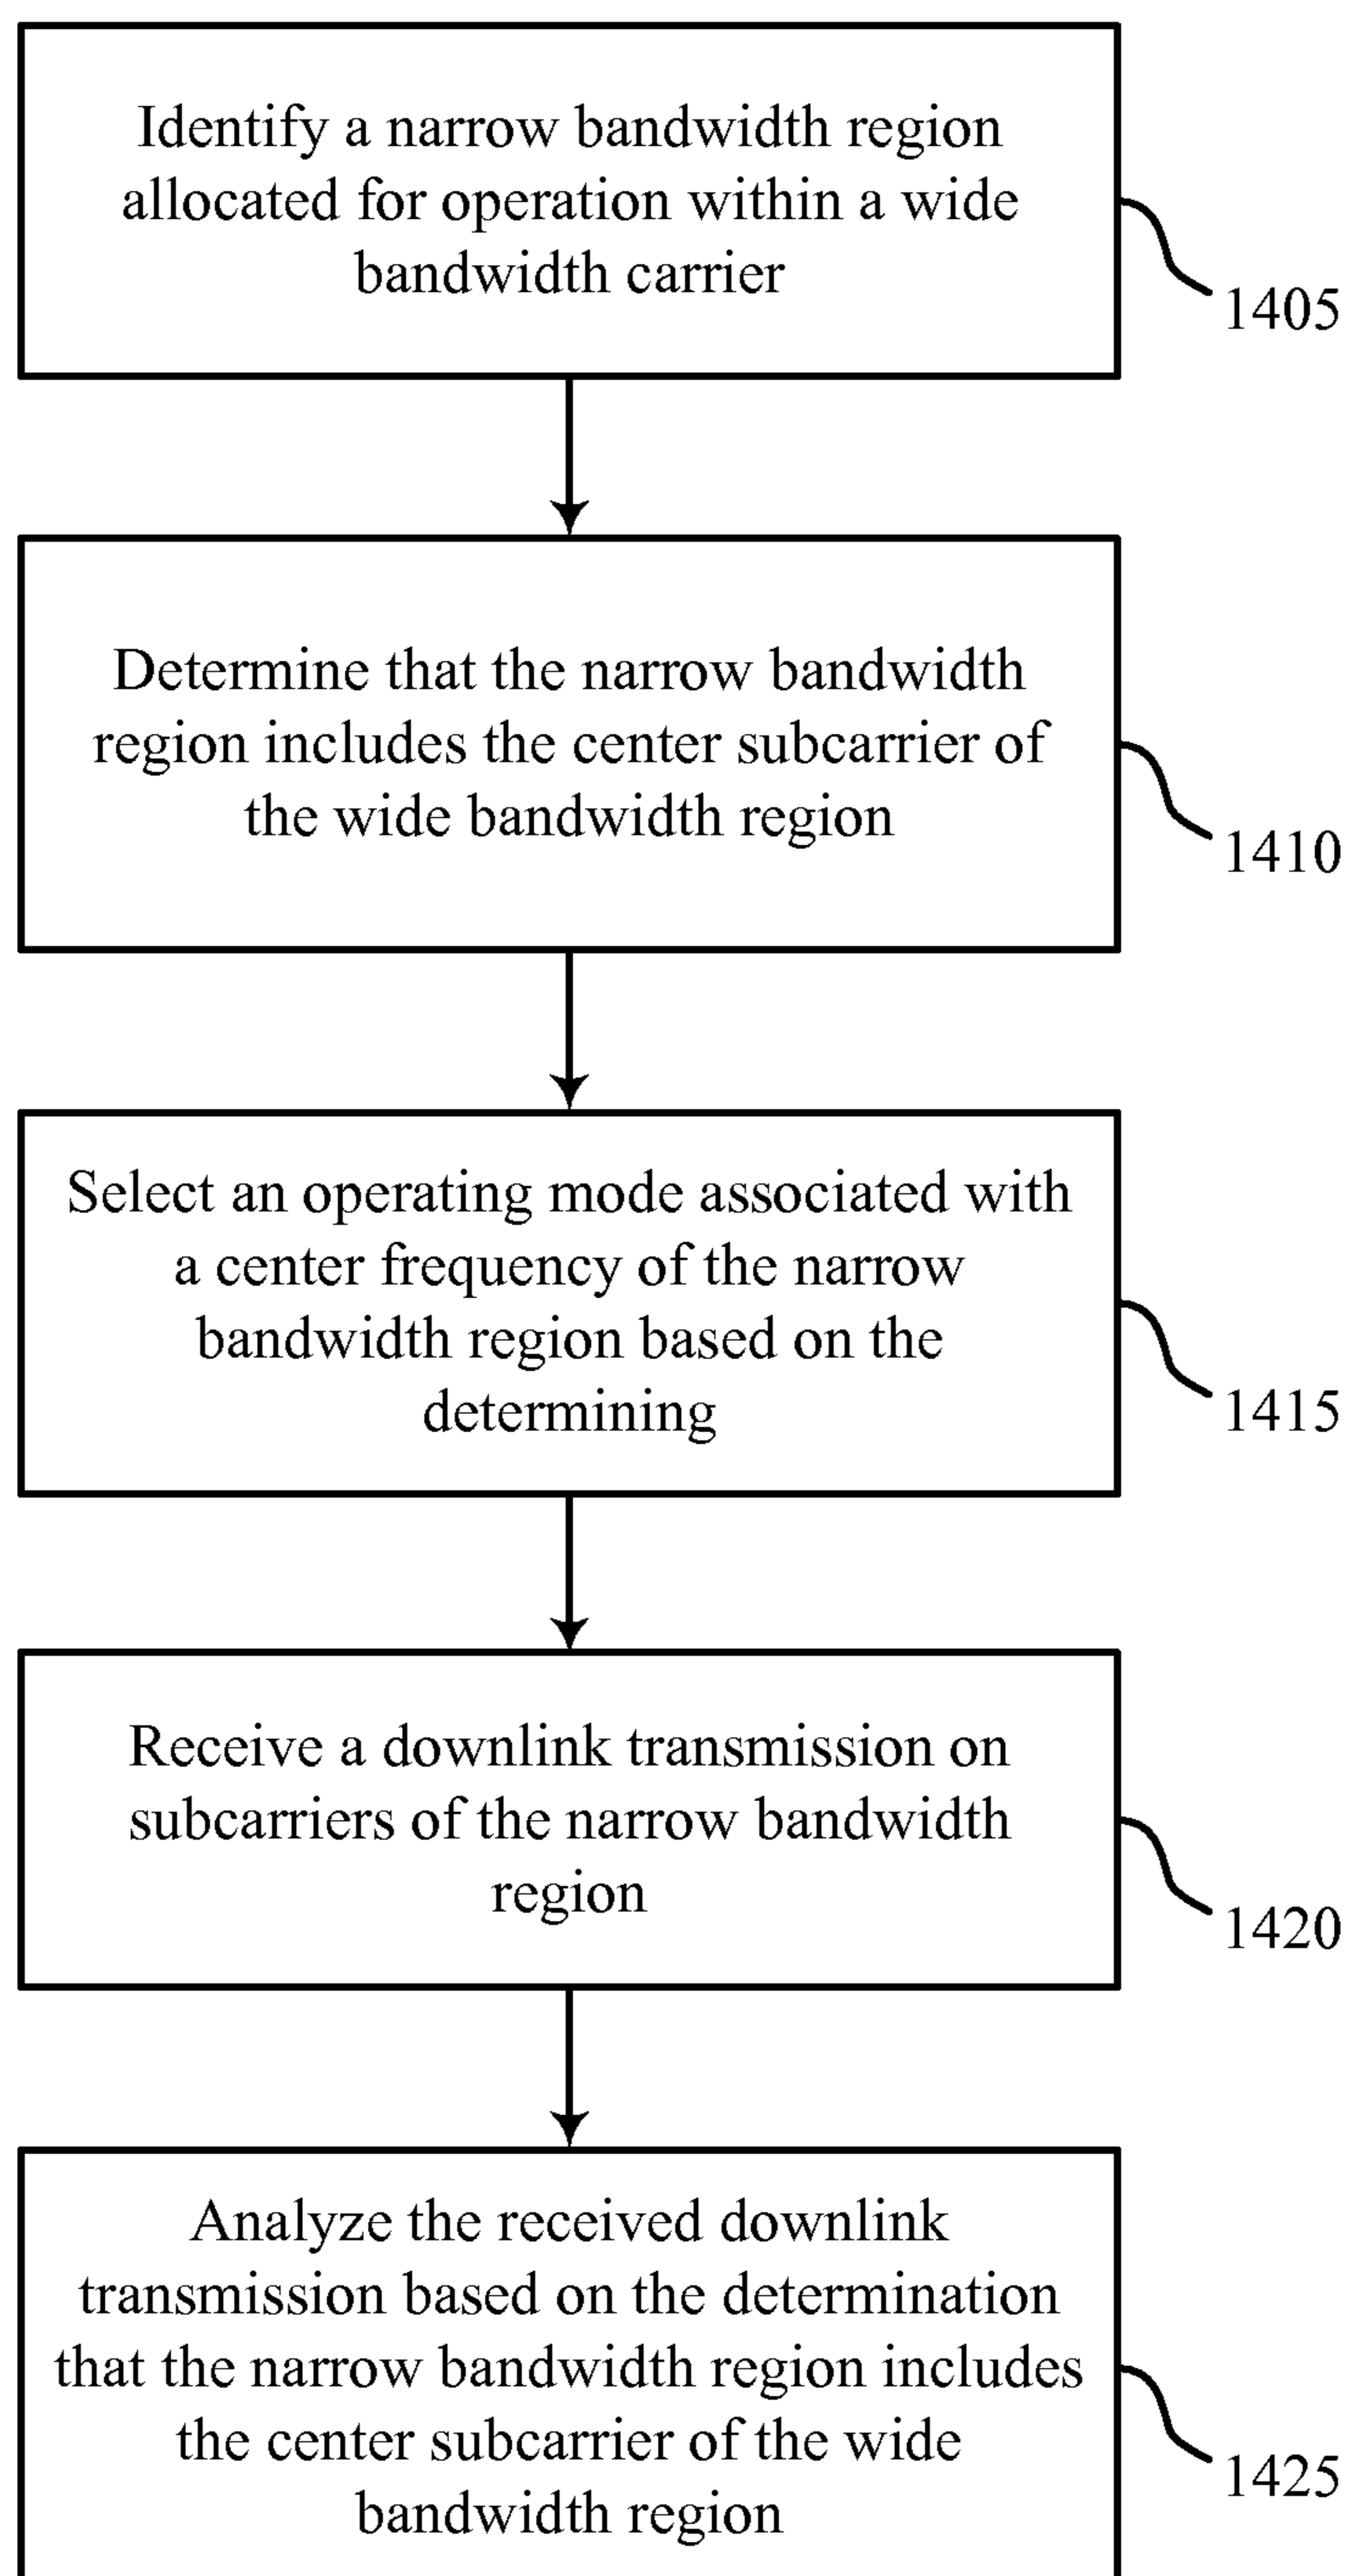 Identify a narrow bandwidth region
allocated for operation within a wide
bandwidth carrier
1405
Determine that the narrow bandwidth
region includes the center subcarrier of
the wide bandwidth region
1410
Select an operating mode associated with
a center frequency of the narrow
bandwidth region based on the
determining
1415
Receive a downlink transmission on
subcarriers of the narrow bandwidth
region
1420
Analyze the received downlink
transmission based on the determination
that the narrow bandwidth region includes
the center subcarrier of the wide
bandwidth region
1425